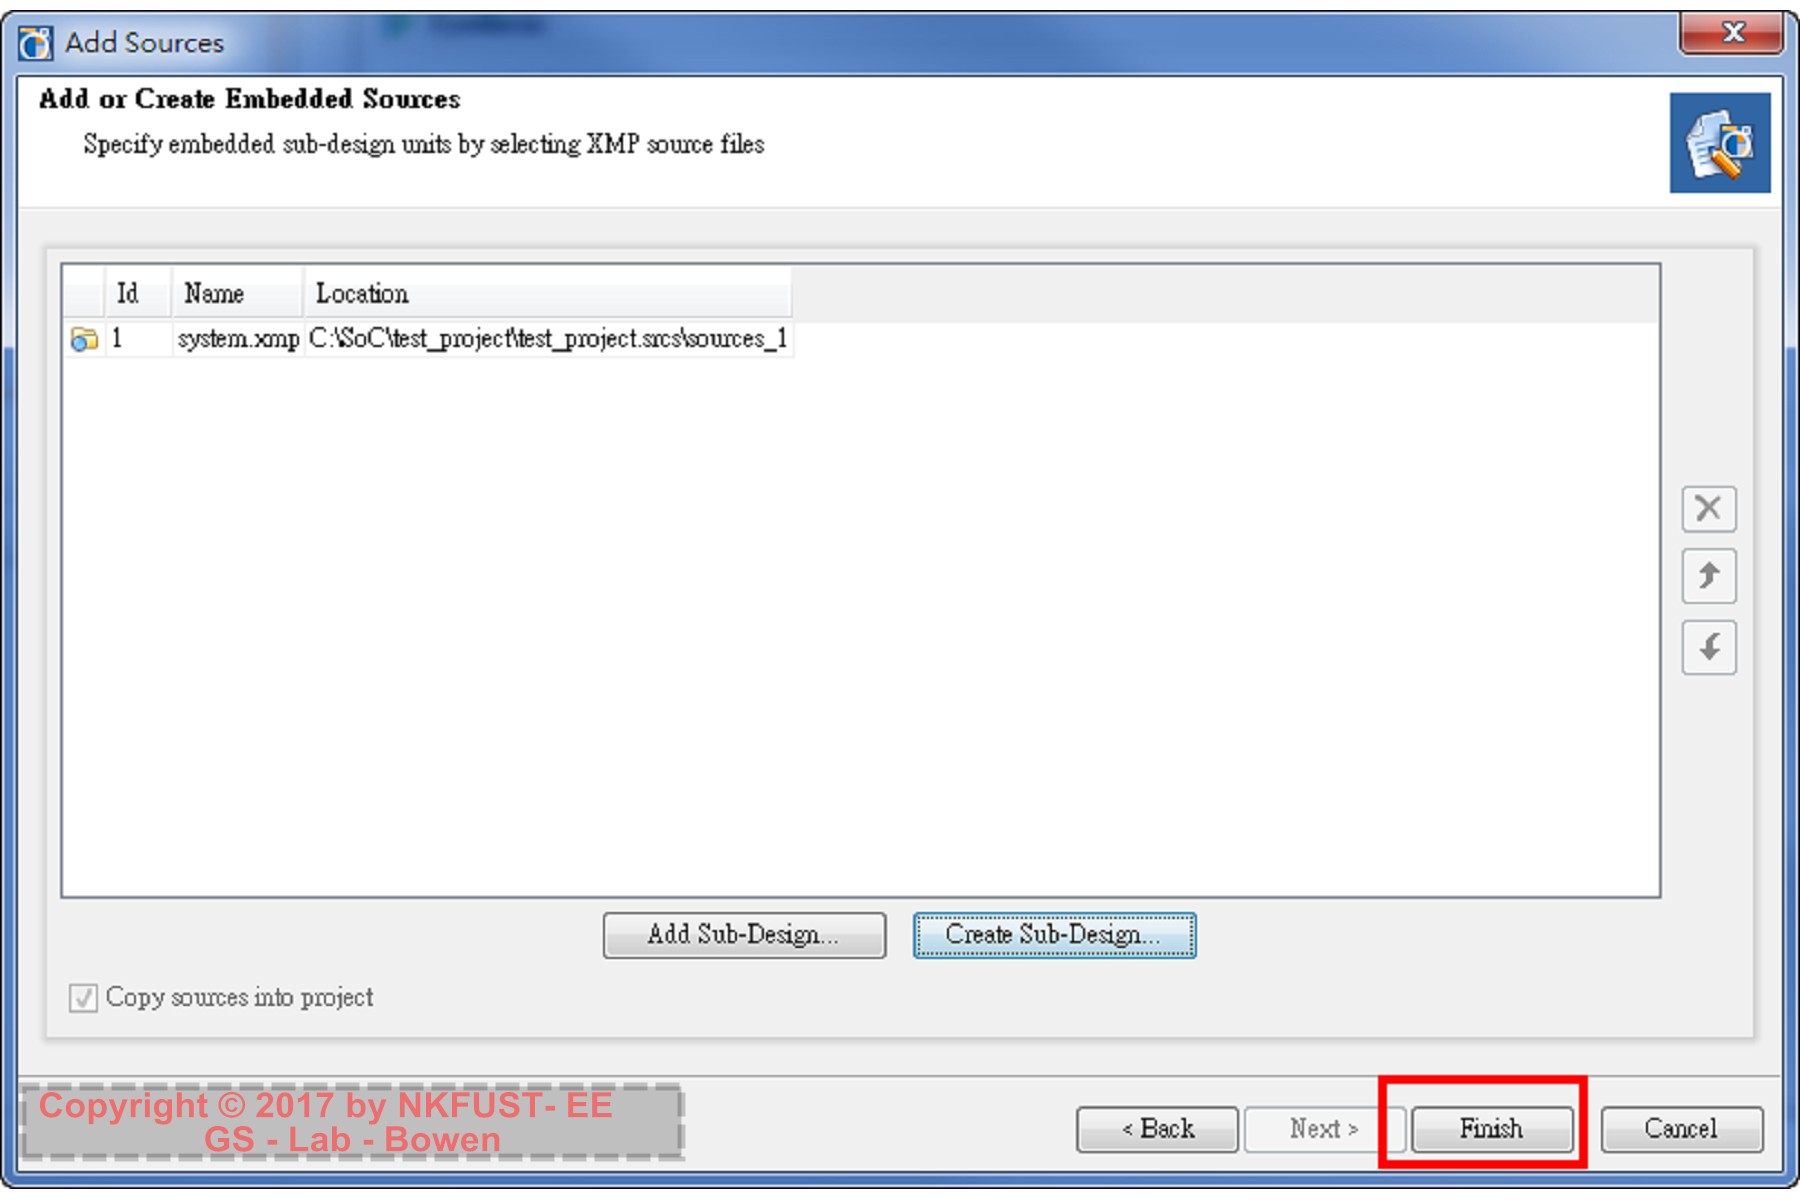 Add Sources
Add or Create Embedded Sources
Specify embedded sub-design units by selecting XMP source files
Id Name Location
1 system.xmp C:\SoC\test_project\test_project.srcs\sources_1
Add Sub-Design... Create Sub-Design...
Copy sources into project
Copyright © 2017 by NKFUST- EE
GS - Lab - Bowen
< Back Next > Finish Cancel